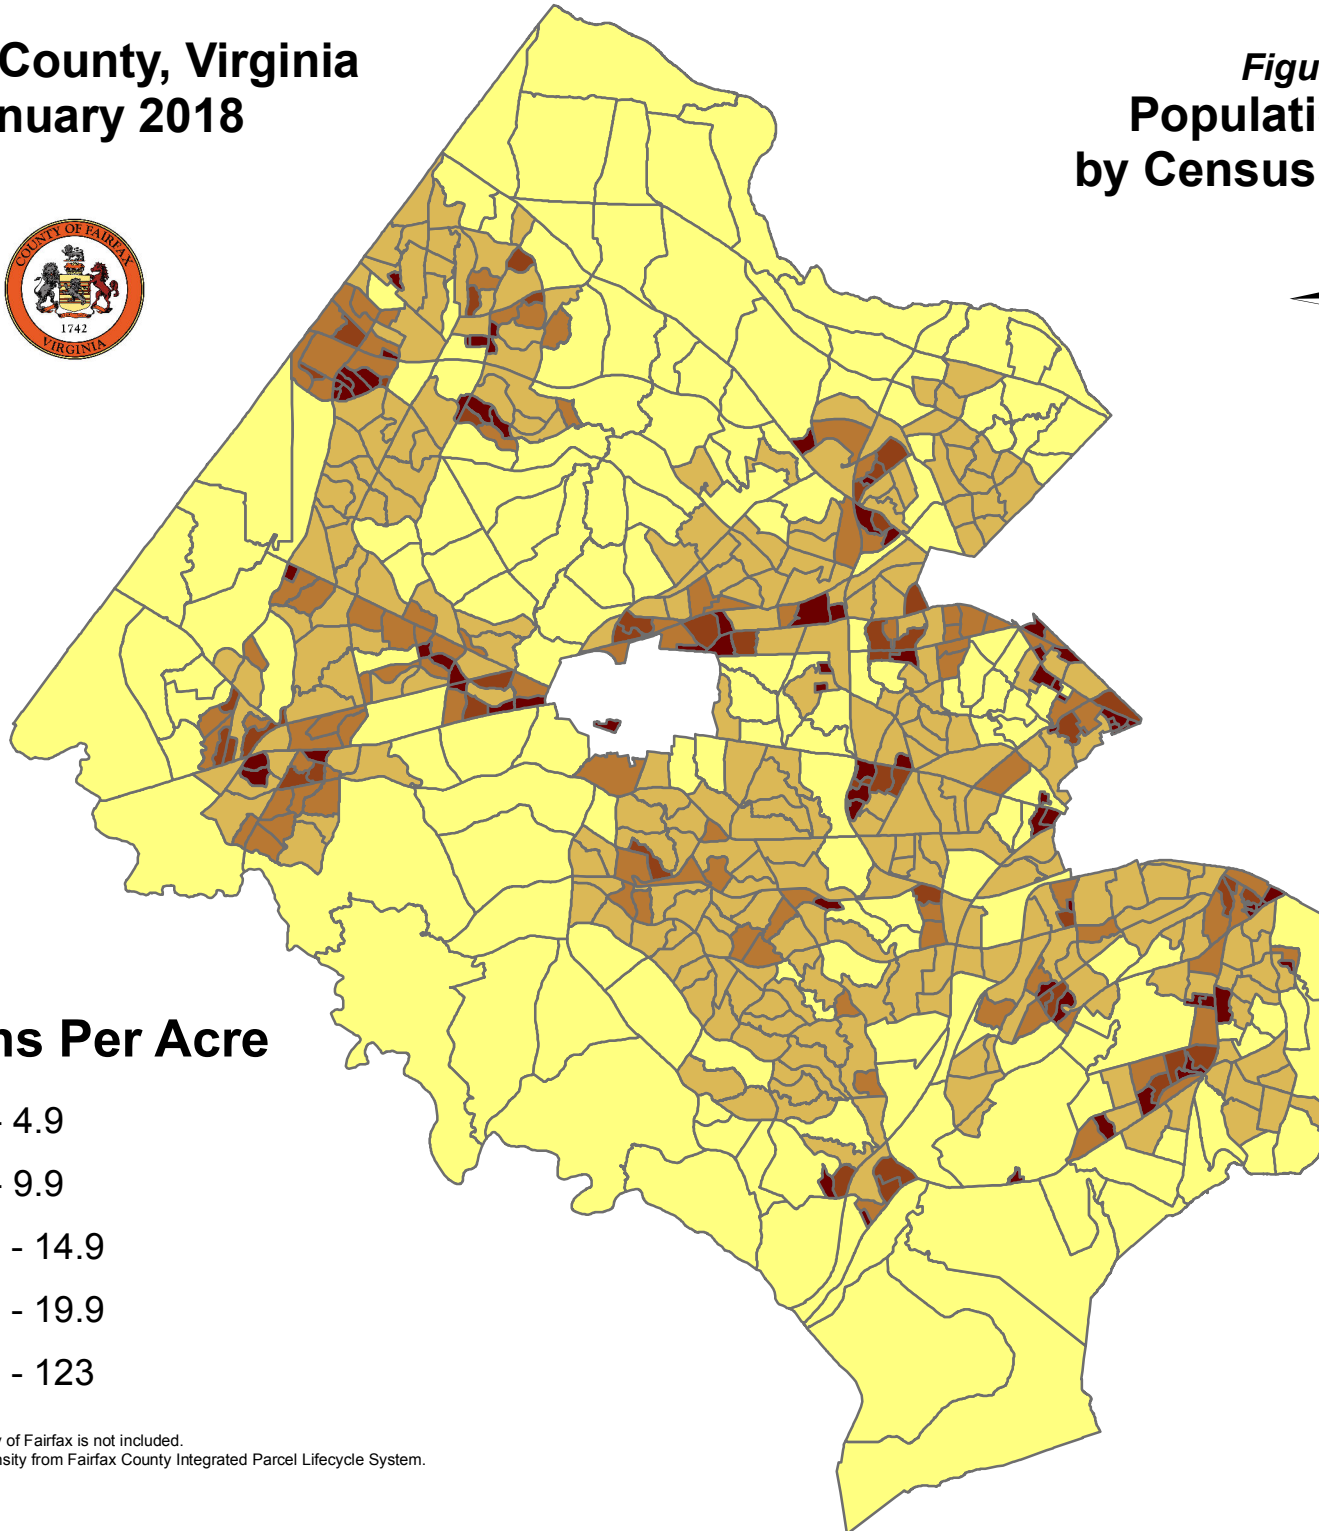 County, Virginia
nuary 2018
Figu
Populati
by Census
COUNTY OF FAIRFAX
1742
VIRGINIA
ns Per Acre
- 4.9
- 9.9
- 14.9
- 19.9
- 123
y of Fairfax is not included.
nsity from Fairfax County Integrated Parcel Lifecycle System.